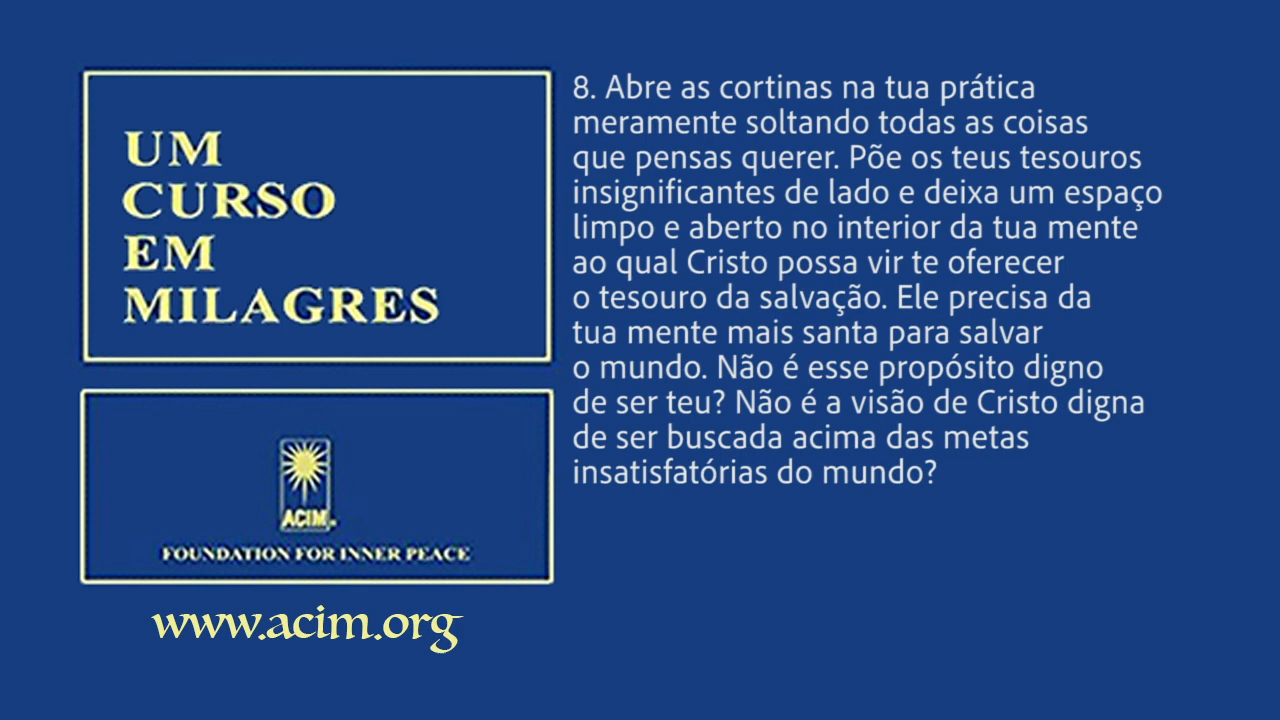 UM
CURSO
EM
MILAGRES
ACIM®
FOUNDATION FOR INNER PEACE
www.acim.org
8. Abre as cortinas na tua prática
meramente soltando todas as coisas
que pensas querer. Põe os teus tesouros
insignificantes de lado e deixa um espaço
limpo e aberto no interior da tua mente
ao qual Cristo possa vir te oferecer
o tesouro da salvação. Ele precisa da
tua mente mais santa para salvar
o mundo. Não é esse propósito digno
de ser teu? Não é a visão de Cristo digna
de ser buscada acima das metas
insatisfatórias do mundo?